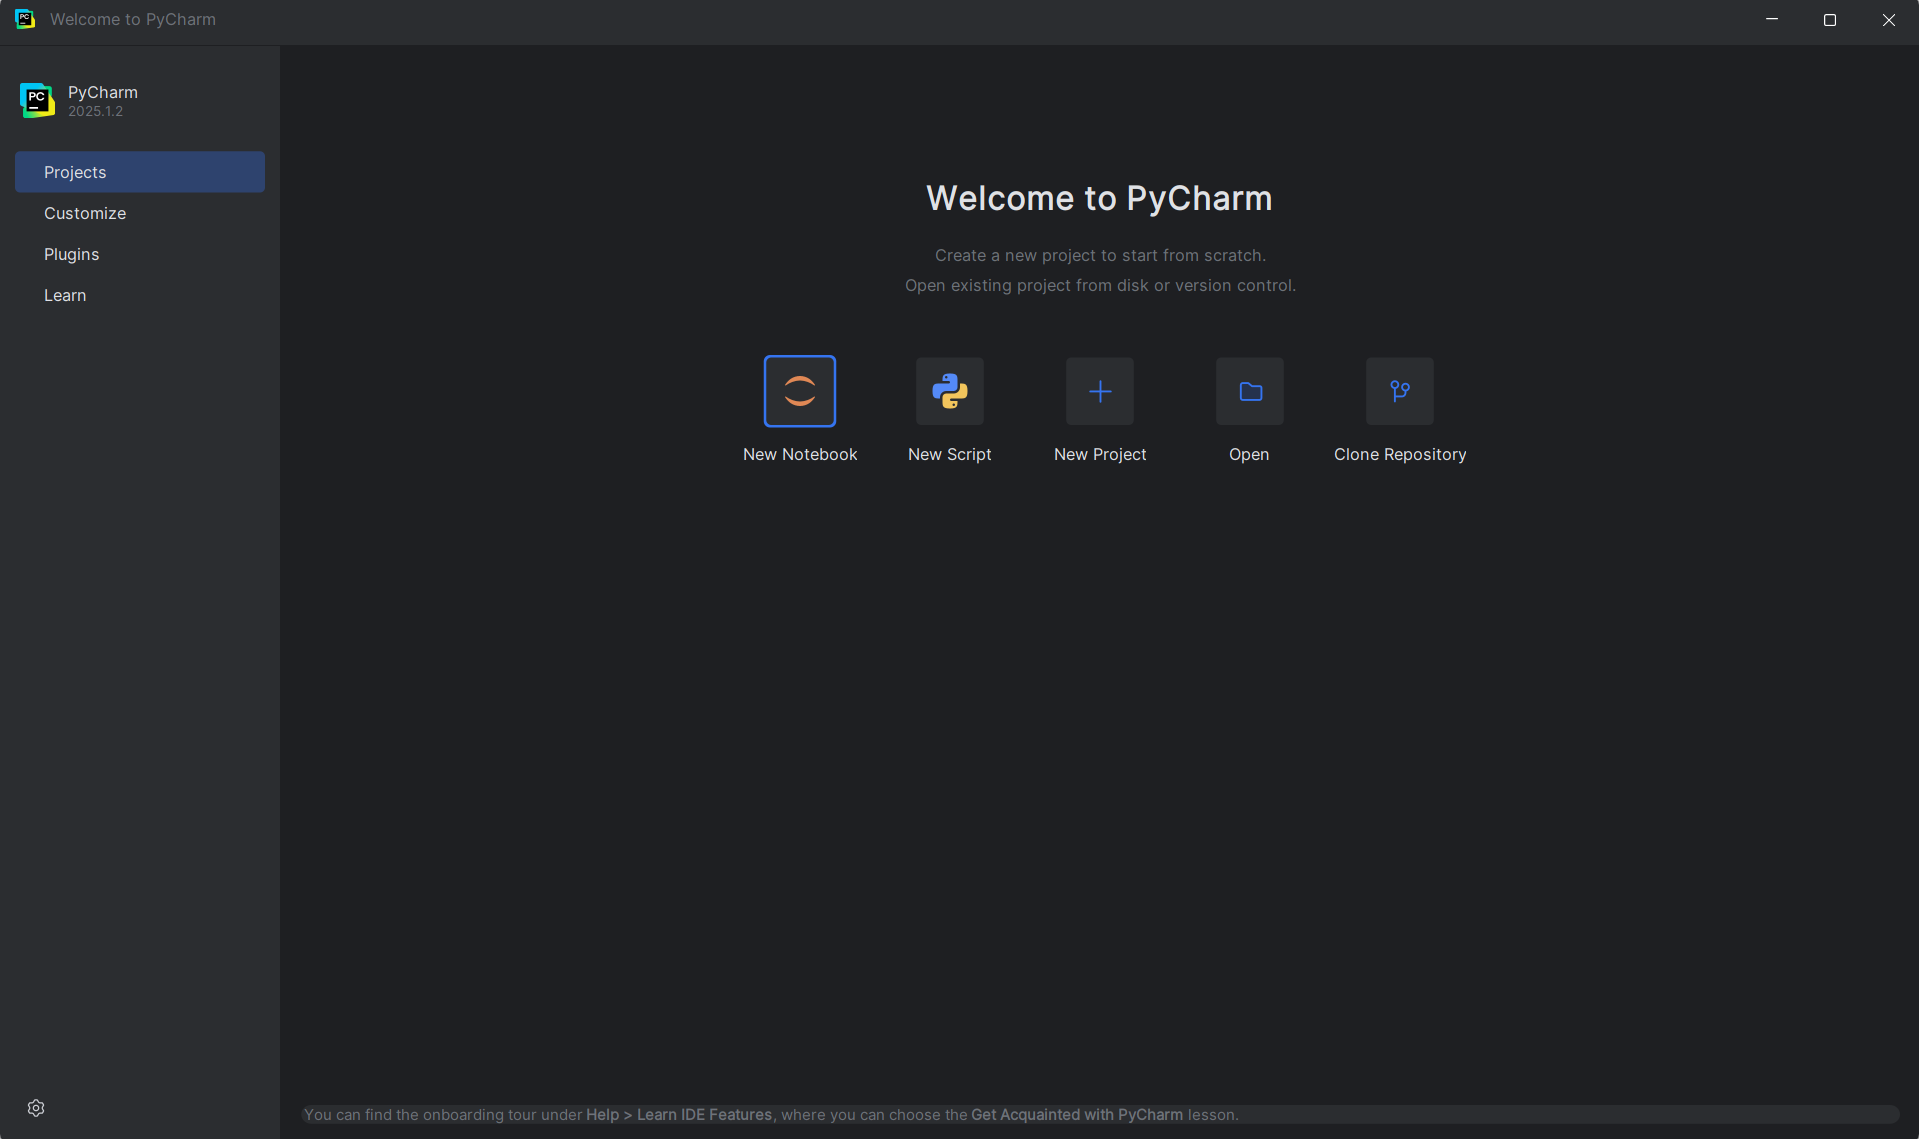 Welcome to PyCharm
PyCharm
2025.1.2
Projects
Customize
Plugins
Learn
Welcome to PyCharm
Create a new project to start from scratch.
Open existing project from disk or version control.
New Notebook
New Script
New Project
Open
Clone Repository
You can find the onboarding tour under Help > Learn IDE Features, where you can choose the Get Acquainted with PyCharm lesson.